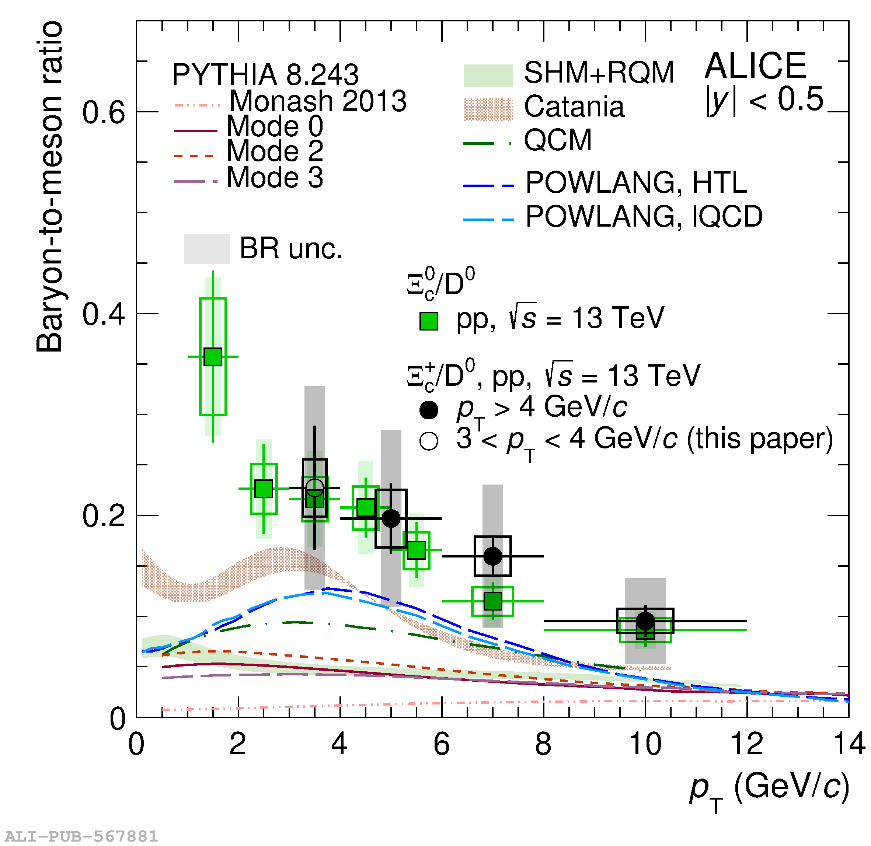 Baryon-to-meson ratio
PYTHIA 8.243
Monash 2013
Mode 0
Mode 2
Mode 3
BR unc.
SHM+RQM
Catania
QCM
POWLANG, HTL
POWLANG, lQCD
ALICE
|y| < 0.5
Ξc⁰/D⁰
pp, √s = 13 TeV
Ξc⁺/D⁰, pp, √s = 13 TeV
pT > 4 GeV/c
3 < pT < 4 GeV/c (this paper)
0.6
0.4
0.2
0
0 2 4 6 8 10 12 14
pT (GeV/c)
ALI-PUB-567881